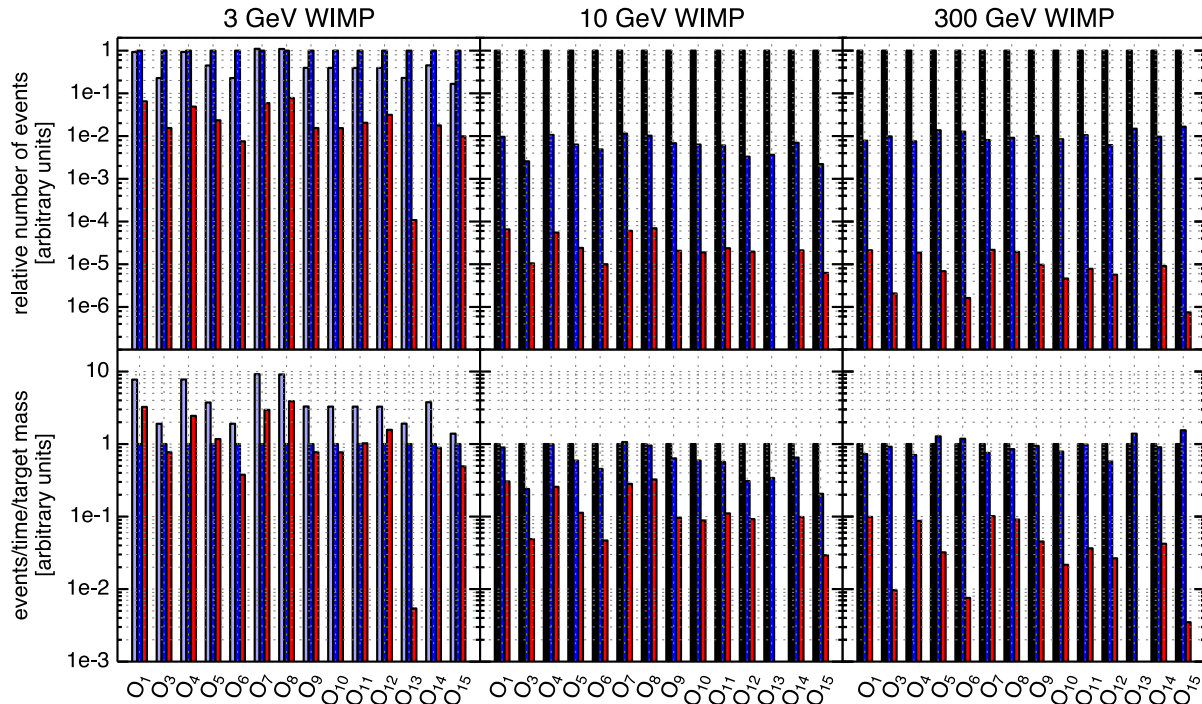 3 GeV WIMP 10 GeV WIMP 300 GeV WIMP
relative number of events
[arbitrary units]
1
1e-1
1e-2
1e-3
1e-4
1e-5
1e-6
events/time/target mass
[arbitrary units]
10
1
1e-1
1e-2
1e-3
O1 O3 O4 O5 O6 O7 O8 O9 O10 O11 O12 O13 O14 O15 O1 O3 O4 O5 O6 O7 O8 O9 O10 O11 O12 O13 O14 O15 O1 O3 O4 O5 O6 O7 O8 O9 O10 O11 O12 O13 O14 O15